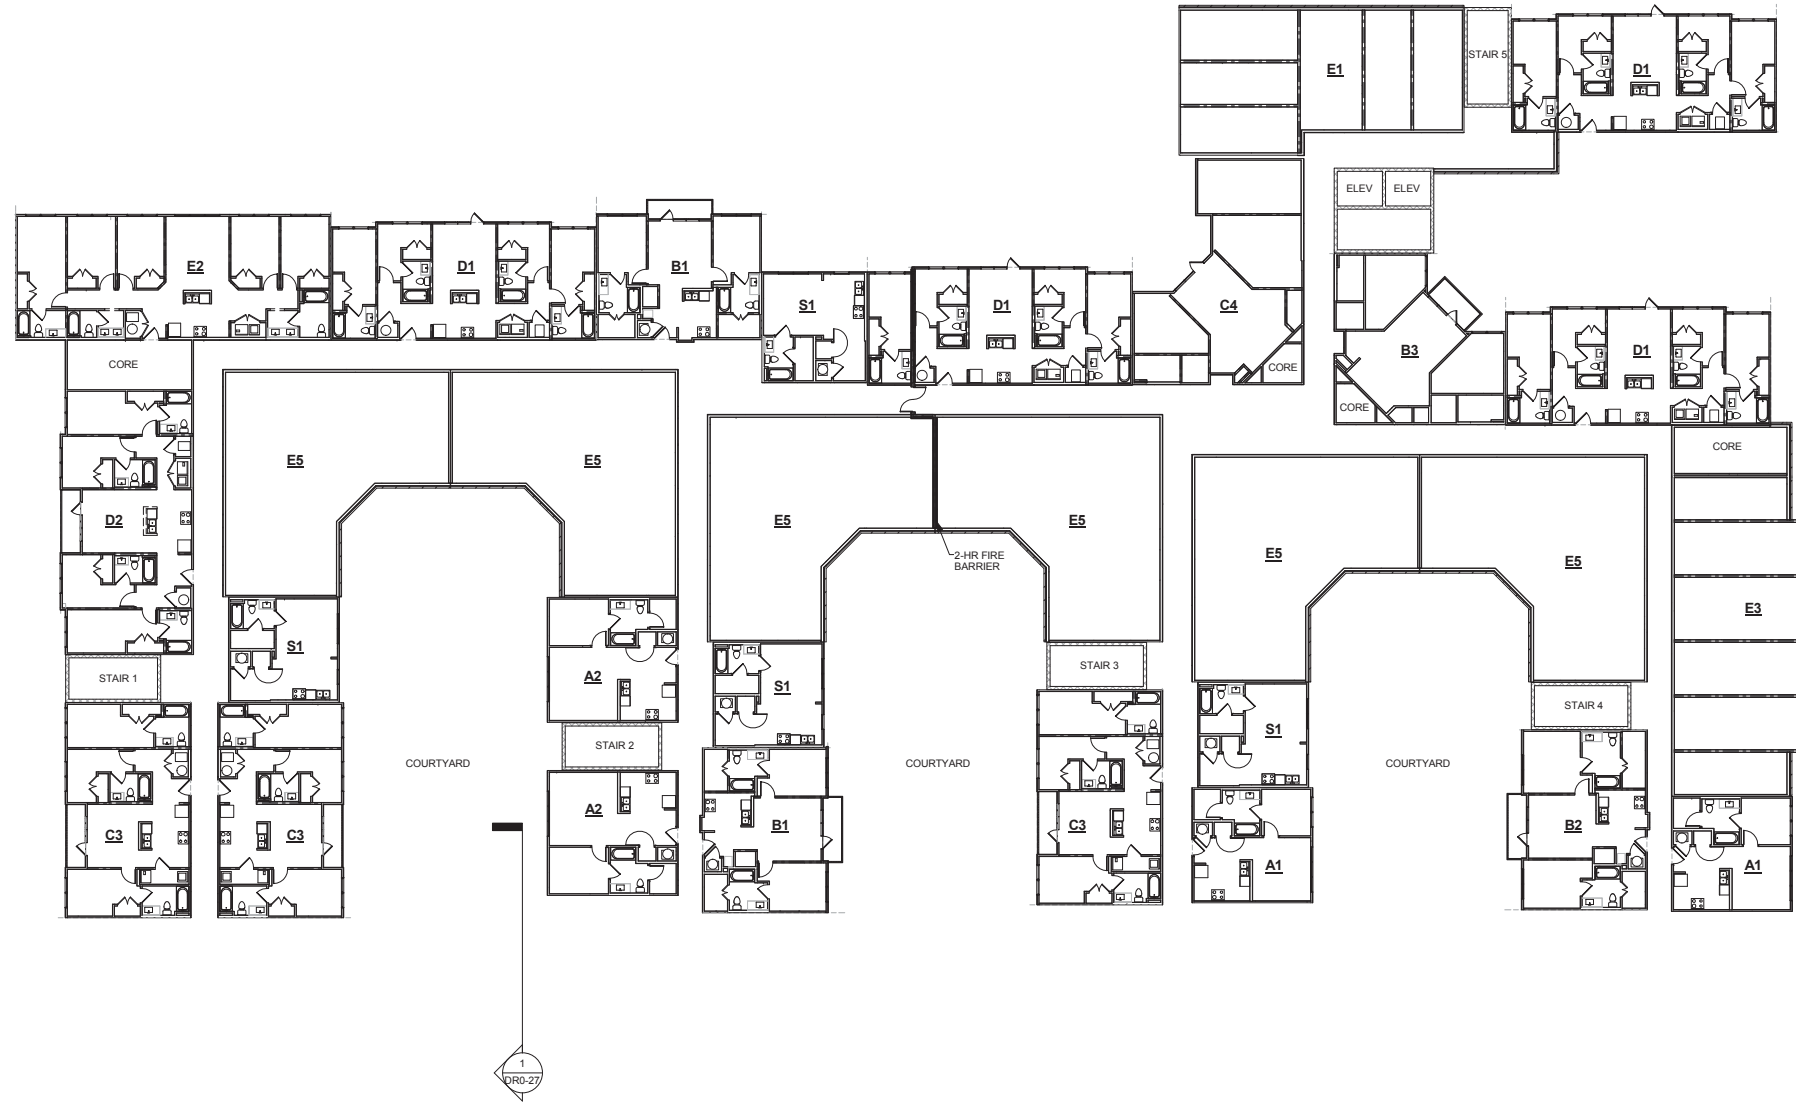 STAIR 5
E1
D1
ELEV
ELEV
E2
D1
B1
S1
D1
C4
B3
D1
CORE
CORE
CORE
CORE
E5
E5
E5
E5
E5
E5
D2
2-HR FIRE
BARRIER
E3
S1
STAIR 1
A2
S1
STAIR 3
S1
STAIR 4
STAIR 2
COURTYARD
COURTYARD
COURTYARD
C3
C3
A2
B1
C3
A1
B2
A1
1
DR0-27